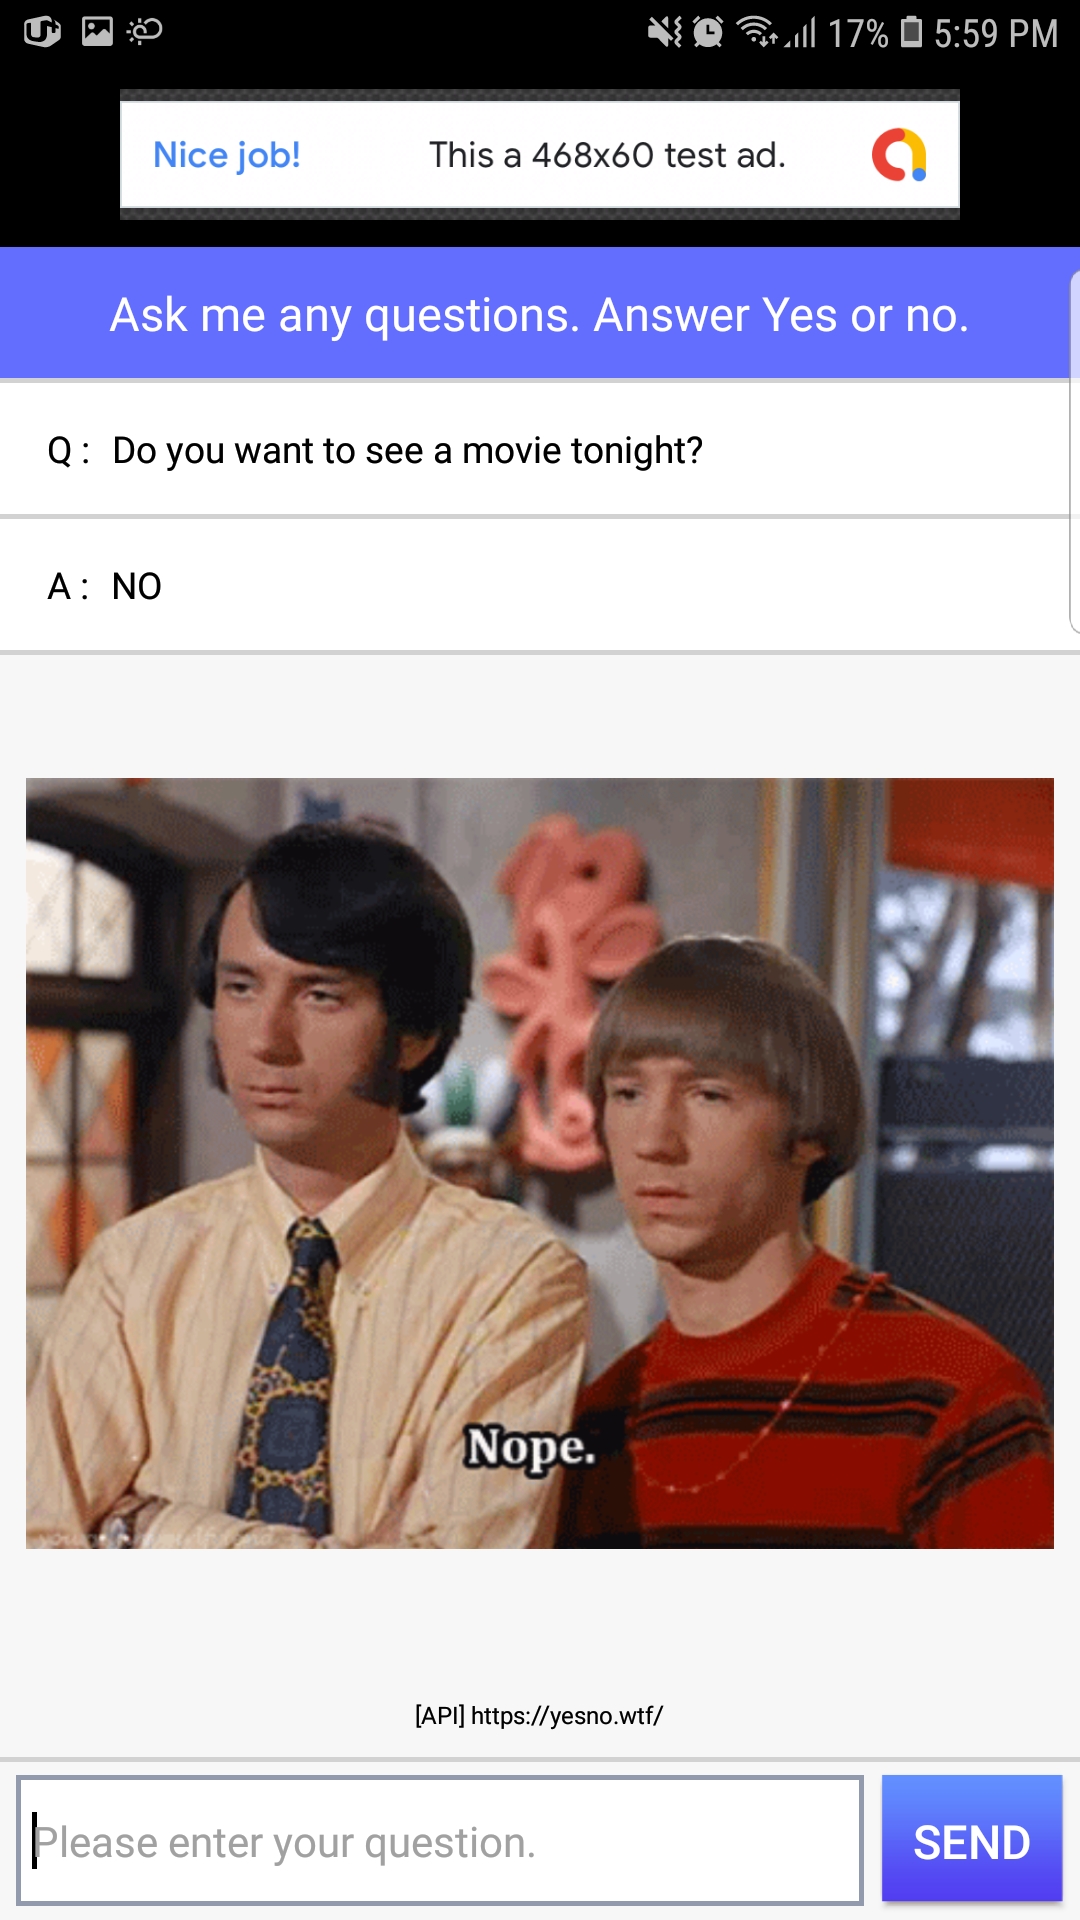 17% 5:59 PM
Nice job! This a 468x60 test ad.
Ask me any questions. Answer Yes or no.
Q : Do you want to see a movie tonight?
A : NO
Nope.
[API] https://yesno.wtf/
Please enter your question.
SEND